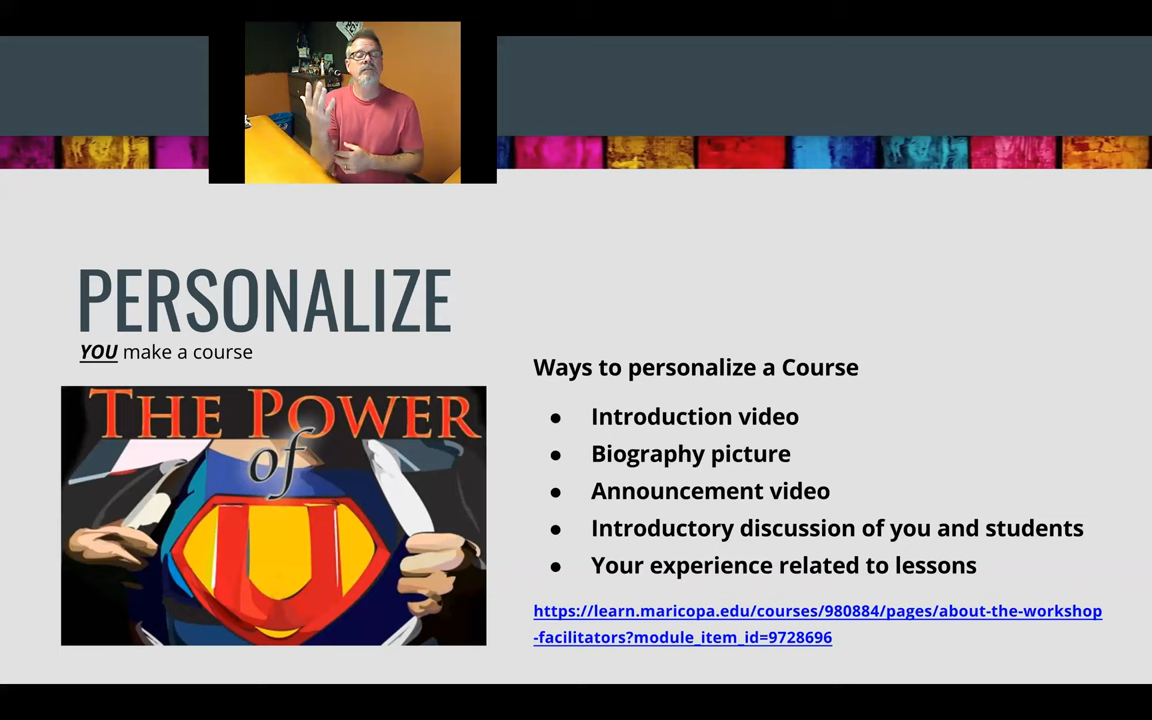 PERSONALIZE
YOU make a course
THE POWER
of
U
Ways to personalize a Course
● Introduction video
● Biography picture
● Announcement video
● Introductory discussion of you and students
● Your experience related to lessons
https://learn.maricopa.edu/courses/980884/pages/about-the-workshop
-facilitators?module_item_id=9728696